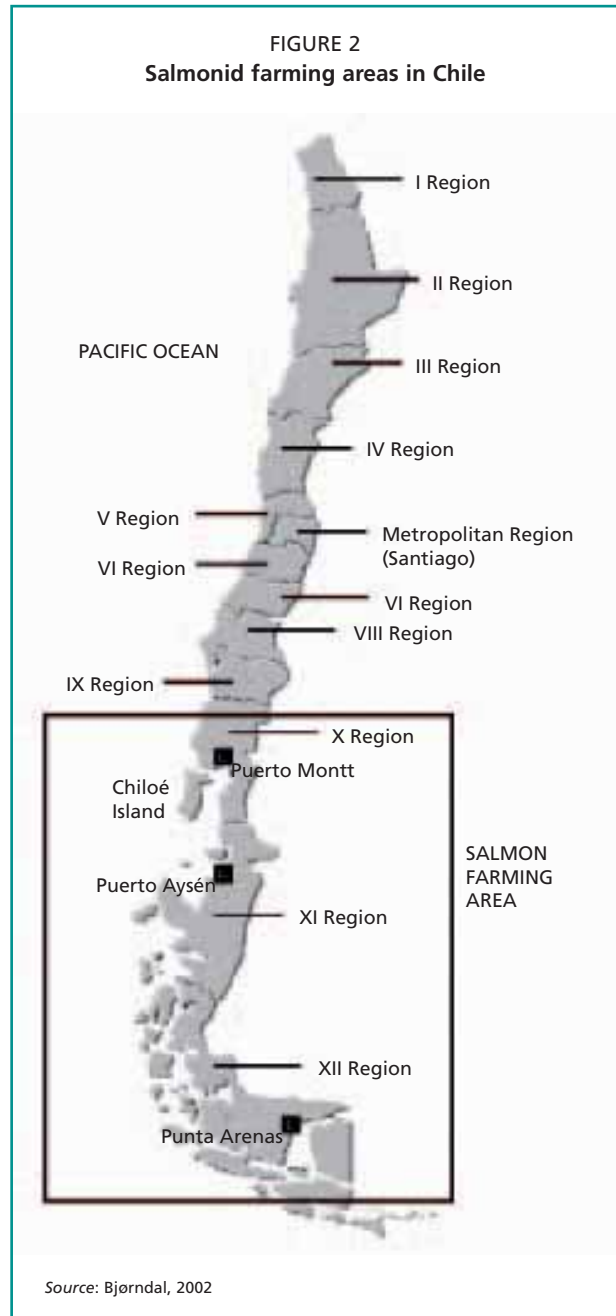 FIGURE 2
Salmonid farming areas in Chile
I Region
II Region
PACIFIC OCEAN
III Region
IV Region
V Region
Metropolitan Region
(Santiago)
VI Region
VI Region
VIII Region
IX Region
X Region
Puerto Montt
Chiloé
Island
SALMON
FARMING
AREA
Puerto Aysén
XI Region
XII Region
Punta Arenas
Source: Bjørndal, 2002